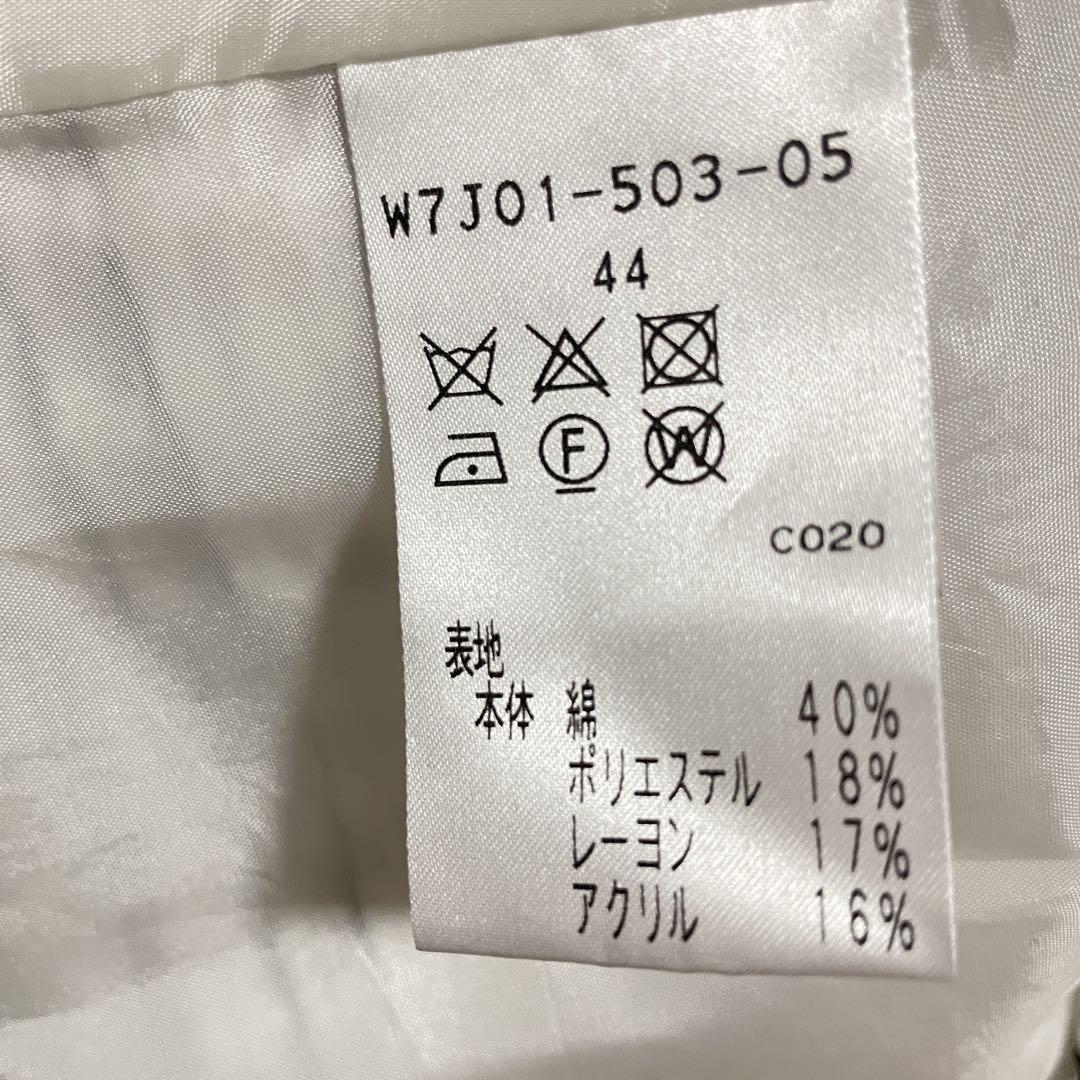 W7J01-503-05
44
F
W
C020
表地
本体 綿 40%
ポリエステル 18%
レーヨン 17%
アクリル 16%